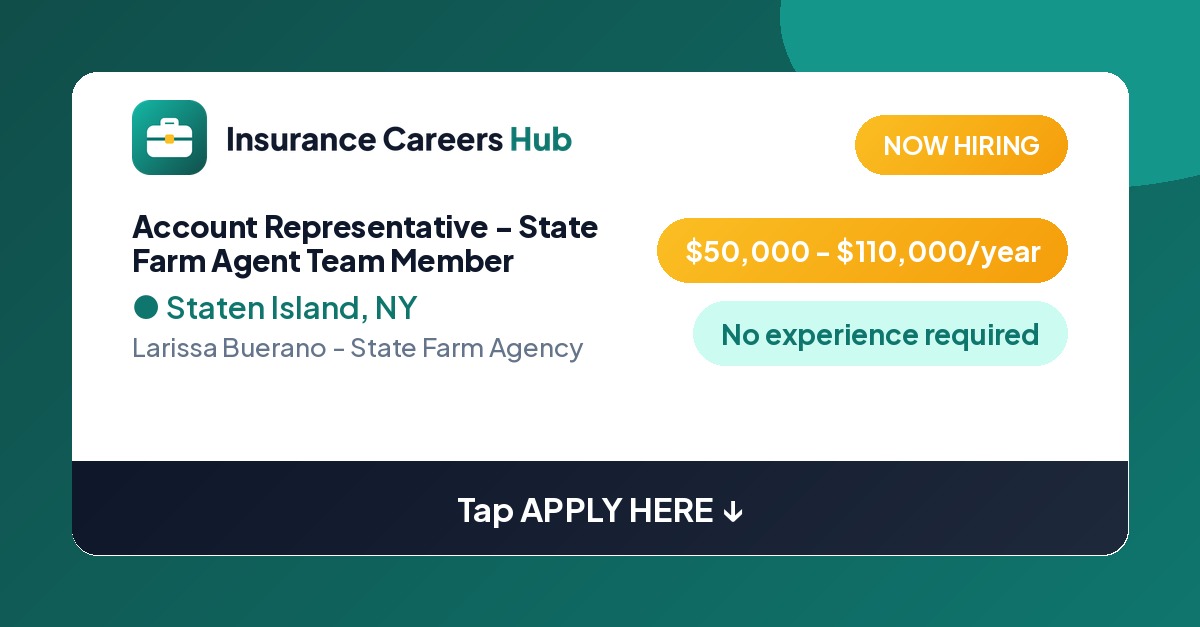 Insurance Careers Hub
NOW HIRING
Account Representative – State
Farm Agent Team Member
Staten Island, NY
Larissa Buerano - State Farm Agency
$50,000 - $110,000/year
No experience required
Tap APPLY HERE ↓